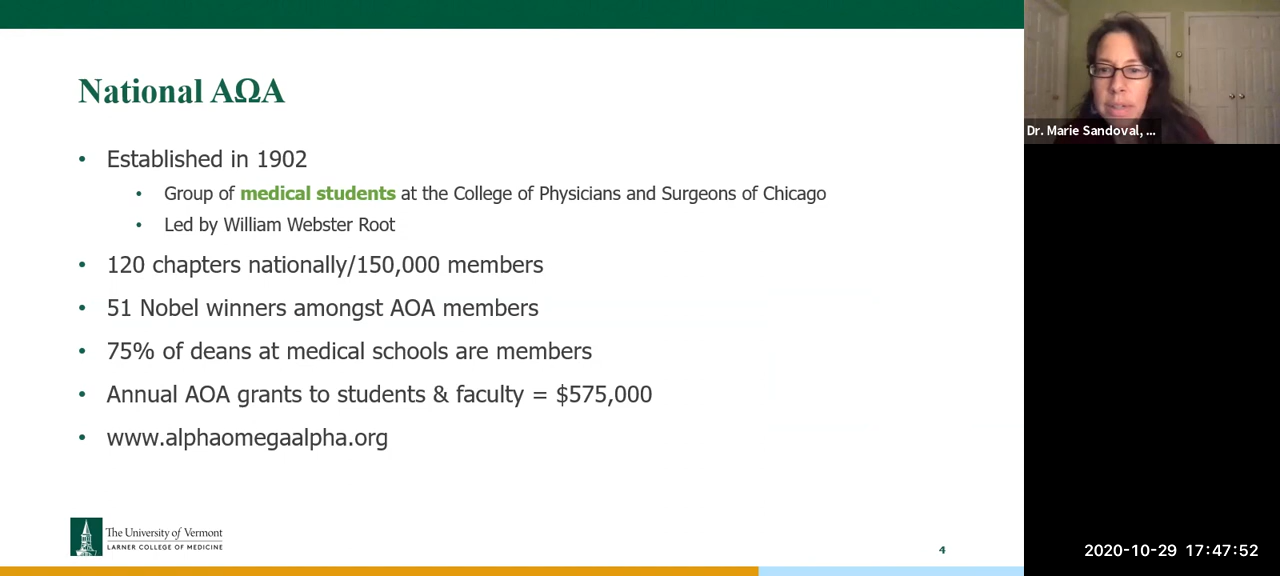 National AΩA
• Established in 1902
• Group of medical students at the College of Physicians and Surgeons of Chicago
• Led by William Webster Root
• 120 chapters nationally/150,000 members
• 51 Nobel winners amongst AOA members
• 75% of deans at medical schools are members
• Annual AOA grants to students & faculty = $575,000
• www.alphaomegaalpha.org
The University of Vermont
LARNER COLLEGE OF MEDICINE
4
Dr. Marie Sandoval, ...
2020-10-29 17:47:52